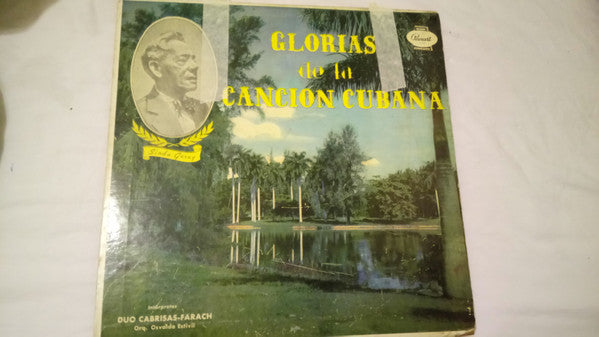 GLORIAS
de la
CANCION CUBANA
Sindo Garay
Intérpretes
DUO CABRISAS-FARACH
Orq. Osvaldo Estivil